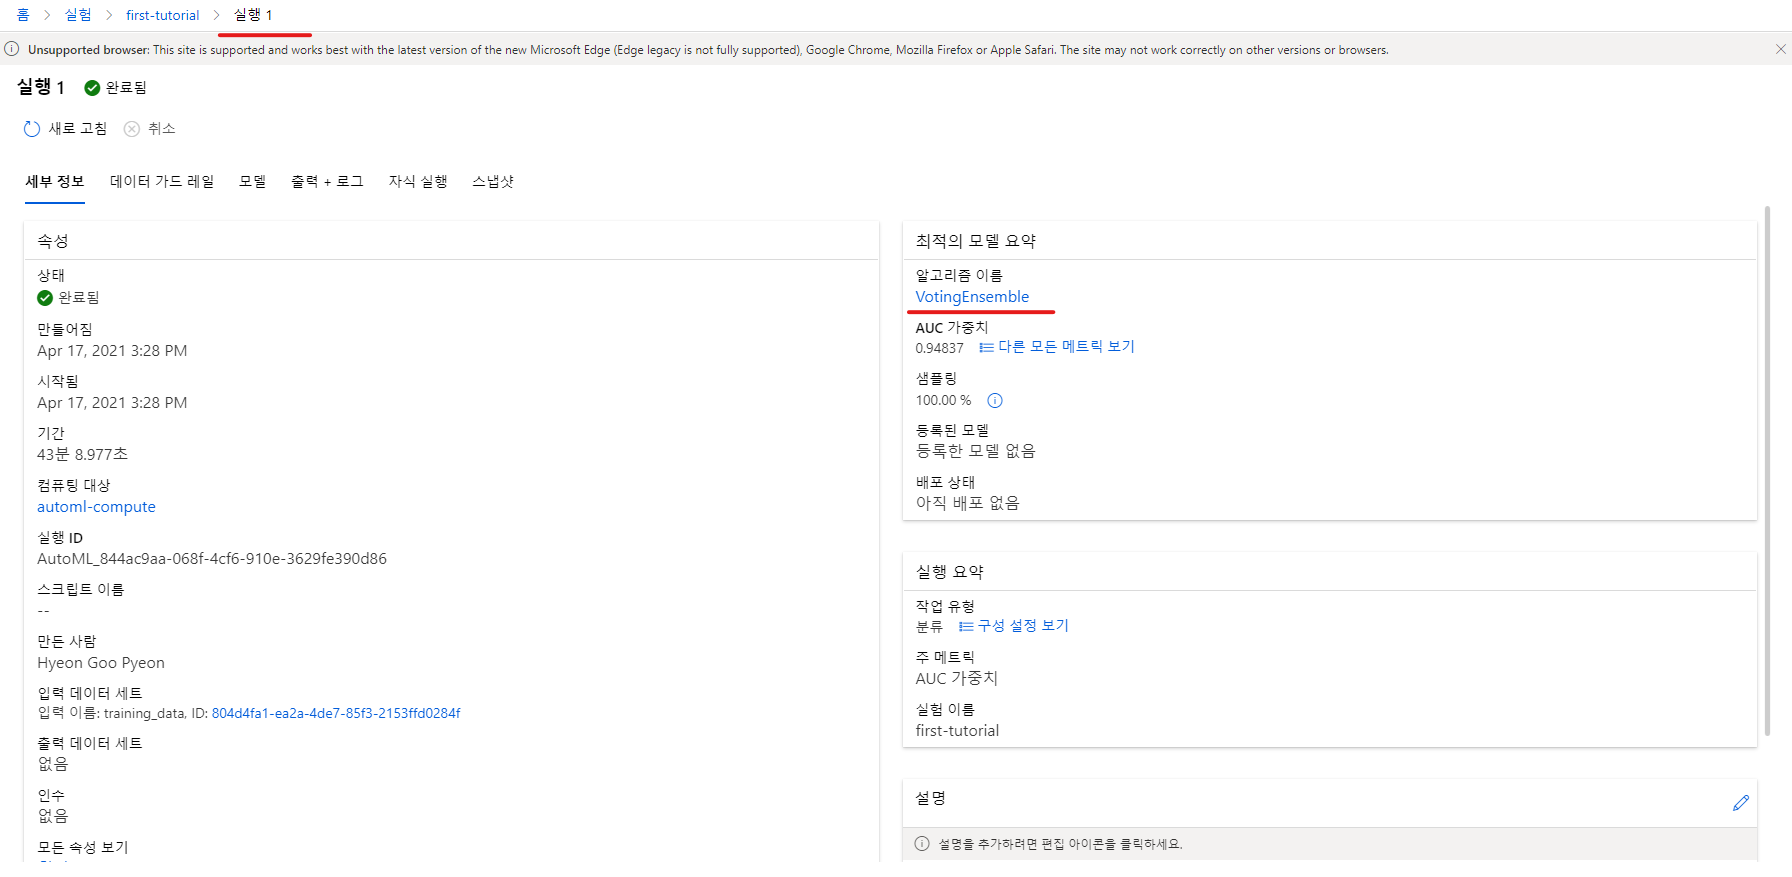 홈 > 실험 > first-tutorial > 실행 1
Unsupported browser: This site is supported and works best with the latest version of the new Microsoft Edge (Edge legacy is not fully supported), Google Chrome, Mozilla Firefox or Apple Safari. The site may not work correctly on other versions or browsers.
실행 1 완료됨
새로 고침 취소
세부 정보 데이터 가드 레일 모델 출력 + 로그 자식 실행 스냅샷
속성
상태
완료됨
만들어짐
Apr 17, 2021 3:28 PM
시작됨
Apr 17, 2021 3:28 PM
기간
43분 8.977초
컴퓨팅 대상
automl-compute
실행 ID
AutoML_844ac9aa-068f-4cf6-910e-3629fe390d86
스크립트 이름
--
만든 사람
Hyeon Goo Pyeon
입력 데이터 세트
입력 이름: training_data, ID: 804d4fa1-ea2a-4de7-85f3-2153ffd0284f
출력 데이터 세트
없음
인수
없음
모든 속성 보기
최적의 모델 요약
알고리즘 이름
VotingEnsemble
AUC 가중치
0.94837 다른 모든 메트릭 보기
샘플링
100.00 %
등록된 모델
등록한 모델 없음
배포 상태
아직 배포 없음
실행 요약
작업 유형
분류 구성 설정 보기
주 메트릭
AUC 가중치
실험 이름
first-tutorial
설명
설명을 추가하려면 편집 아이콘을 클릭하세요.